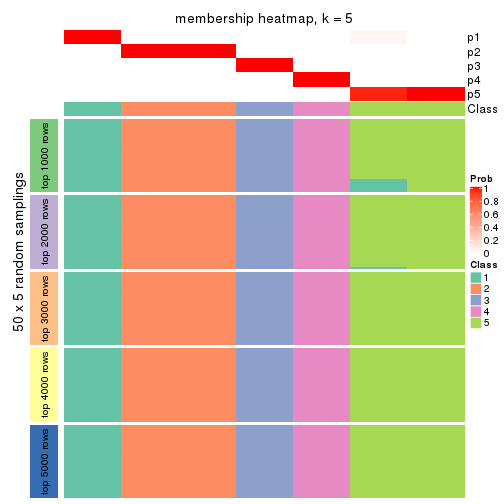 membership heatmap, k = 5
p1
p2
p3
p4
p5
Class
50 x 5 random samplings
top 1000 rows
top 2000 rows
top 3000 rows
top 4000 rows
top 5000 rows
Prob
1
0.8
0.6
0.4
0.2
0
Class
1
2
3
4
5